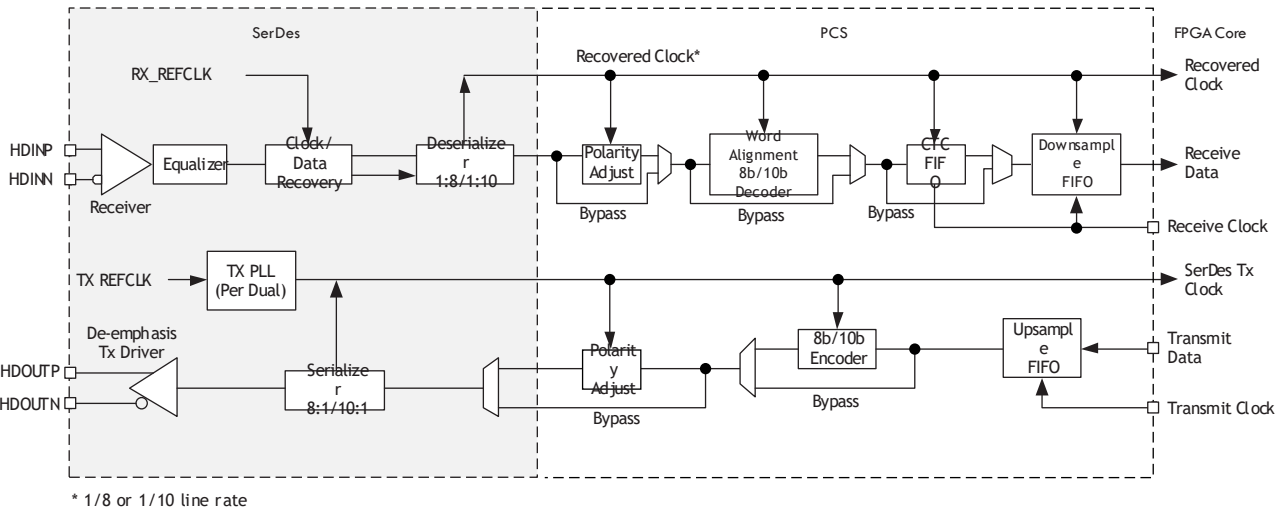 SerDes
PCS
FPGA Core
RX_REFCLK
Recovered Clock*
Recovered
Clock
HDINP
HDINN
Receiver
Equalizer
Clock/
Data
Recovery
Deserialize
r
1:8/1:10
Polarity
Adjust
Bypass
Word
Alignment
8b/10b
Decoder
Bypass
CTC
FIF
O
Bypass
Downsampl
e
FIFO
Receive
Data
Receive Clock
TX REFCLK
TX PLL
(Per Dual)
SerDes Tx
Clock
De-emphasis
Tx Driver
HDOUTP
HDOUTN
Serialize
r
8:1/10:1
Polarit
y
Adjust
Bypass
8b/10b
Encoder
Bypass
Upsampl
e
FIFO
Transmit
Data
Transmit Clock
* 1/8 or 1/10 line rate